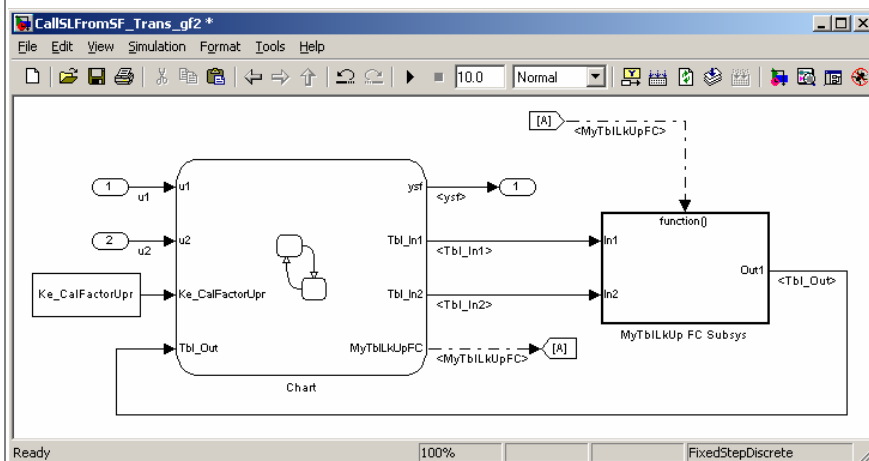 CallSLFromSF_Trans_gf2 *
File Edit View Simulation Format Tools Help
10.0 Normal
[A]
<MyTblLkUpFC>
1
u1
u1
ysf
<ysf>
1
function()
2
u2
u2
Tbl_In1
<Tbl_In1>
In1
Out1
<Tbl_Out>
Ke_CalFactorUpr
Ke_CalFactorUpr
Tbl_In2
<Tbl_In2>
In2
MyTblLkUp FC Subsys
Tbl_Out
MyTblLkUpFC
<MyTblLkUpFC>
[A]
Chart
Ready 100% FixedStepDiscrete